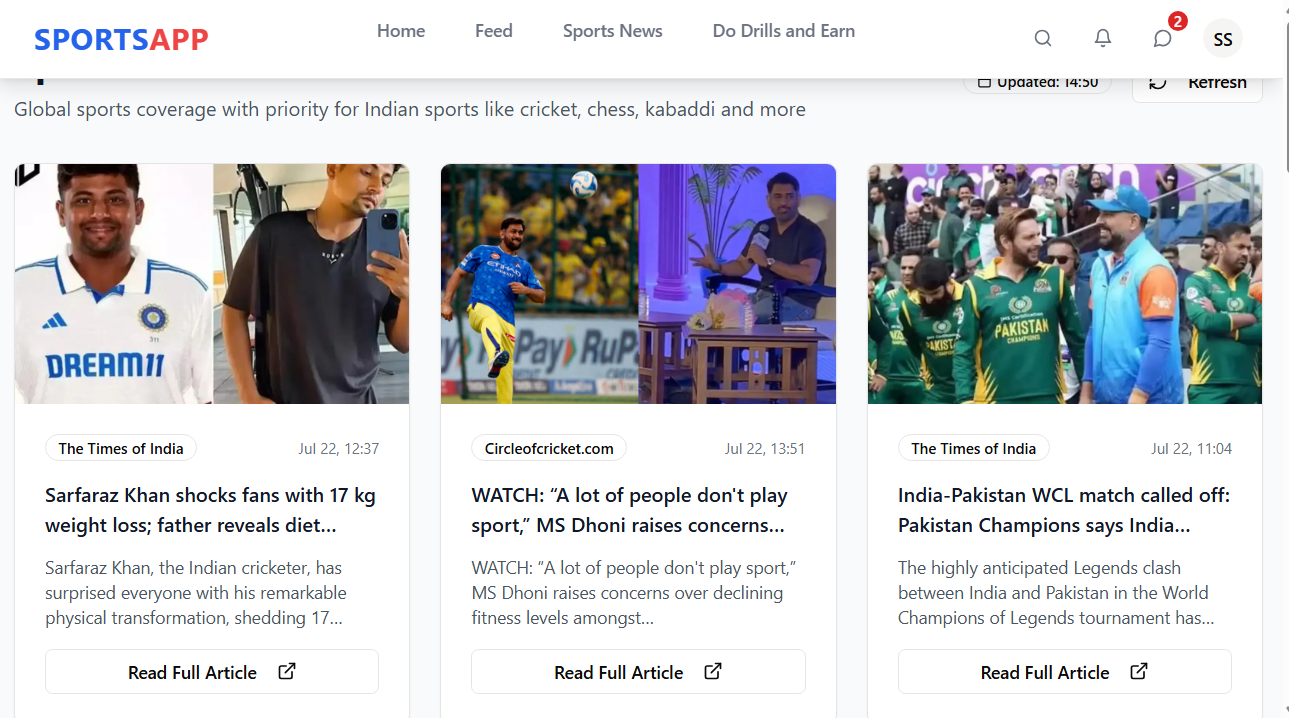 SPORTSAPP
Home
Feed
Sports News
Do Drills and Earn
2
SS
Updated: 14:50
Refresh
Global sports coverage with priority for Indian sports like cricket, chess, kabaddi and more
311
DREAM11
ETIHAD
Pay
RuPa
PAKISTAN
CHAMPIONS
The Times of India
Jul 22, 12:37
Sarfaraz Khan shocks fans with 17 kg
weight loss; father reveals diet...
Sarfaraz Khan, the Indian cricketer, has
surprised everyone with his remarkable
physical transformation, shedding 17...
Read Full Article
Circleofcricket.com
Jul 22, 13:51
WATCH: “A lot of people don't play
sport,” MS Dhoni raises concerns...
WATCH: “A lot of people don't play sport,”
MS Dhoni raises concerns over declining
fitness levels amongst...
Read Full Article
The Times of India
Jul 22, 11:04
India-Pakistan WCL match called off:
Pakistan Champions says India...
The highly anticipated Legends clash
between India and Pakistan in the World
Champions of Legends tournament has...
Read Full Article